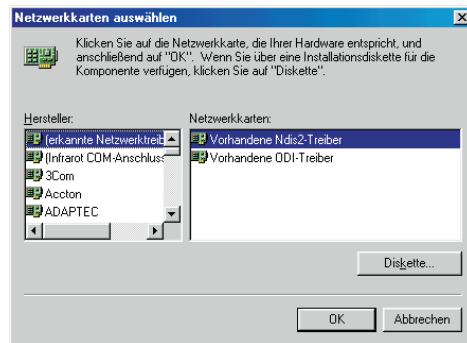 Netzwerkkarten auswählen
Klicken Sie auf die Netzwerkkarte, die Ihrer Hardware entspricht, und
anschließend auf "OK". Wenn Sie über eine Installationsdiskette für die
Komponente verfügen, klicken Sie auf "Diskette".
Hersteller:
(erkannte Netzwerktreib
(Infrarot COM-Anschluss
3Com
Accton
ADAPTEC
Netzwerkkarten:
Vorhandene Ndis2-Treiber
Vorhandene ODI-Treiber
Diskette...
OK
Abbrechen